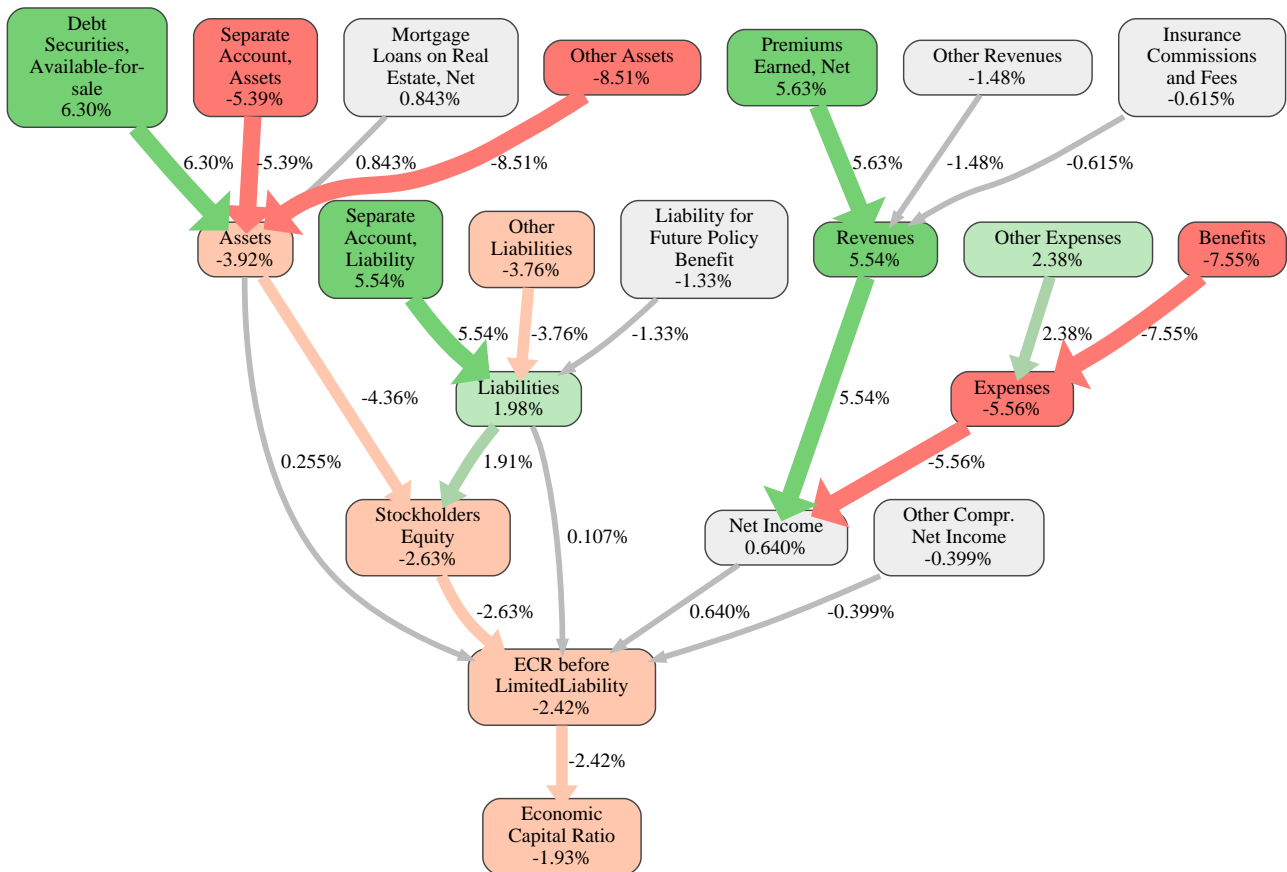 Debt
Securities,
Available-for-
sale
6.30%
Separate
Account,
Assets
-5.39%
Mortgage
Loans on Real
Estate, Net
0.843%
Other Assets
-8.51%
Premiums
Earned, Net
5.63%
Other Revenues
-1.48%
Insurance
Commissions
and Fees
-0.615%
6.30%
-5.39%
0.843%
-8.51%
5.63%
-1.48%
-0.615%
Assets
-3.92%
Separate
Account,
Liability
5.54%
Other
Liabilities
-3.76%
Liability for
Future Policy
Benefit
-1.33%
Revenues
5.54%
Other Expenses
2.38%
Benefits
-7.55%
5.54%
-3.76%
-1.33%
2.38%
-7.55%
-4.36%
Liabilities
1.98%
5.54%
Expenses
-5.56%
0.255%
1.91%
-5.56%
Stockholders
Equity
-2.63%
0.107%
Net Income
0.640%
Other Compr.
Net Income
-0.399%
-2.63%
0.640%
-0.399%
ECR before
LimitedLiability
-2.42%
-2.42%
Economic
Capital Ratio
-1.93%